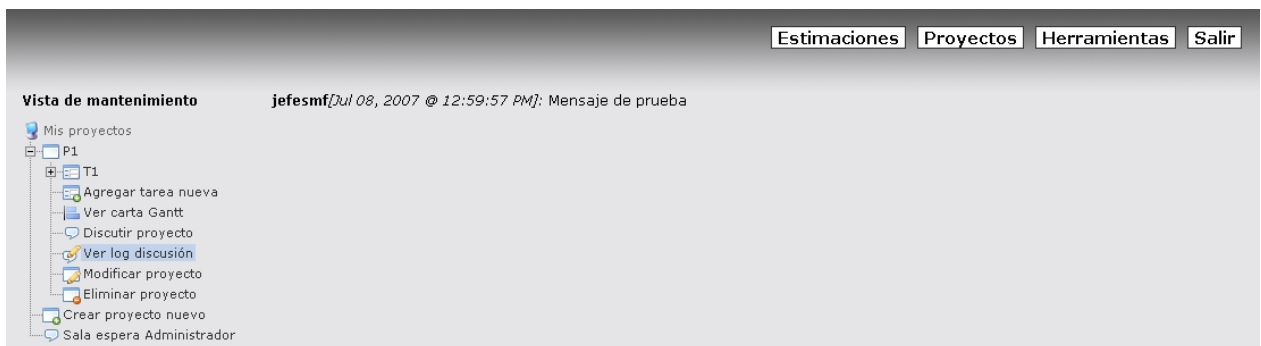 Estimaciones Proyectos Herramientas Salir
Vista de mantenimiento
jefesmf[Jul 08, 2007 @ 12:59:57 PM]: Mensaje de prueba
Mis proyectos
P1
T1
Agregar tarea nueva
Ver carta Gantt
Discutir proyecto
Ver log discusión
Modificar proyecto
Eliminar proyecto
Crear proyecto nuevo
Sala espera Administrador